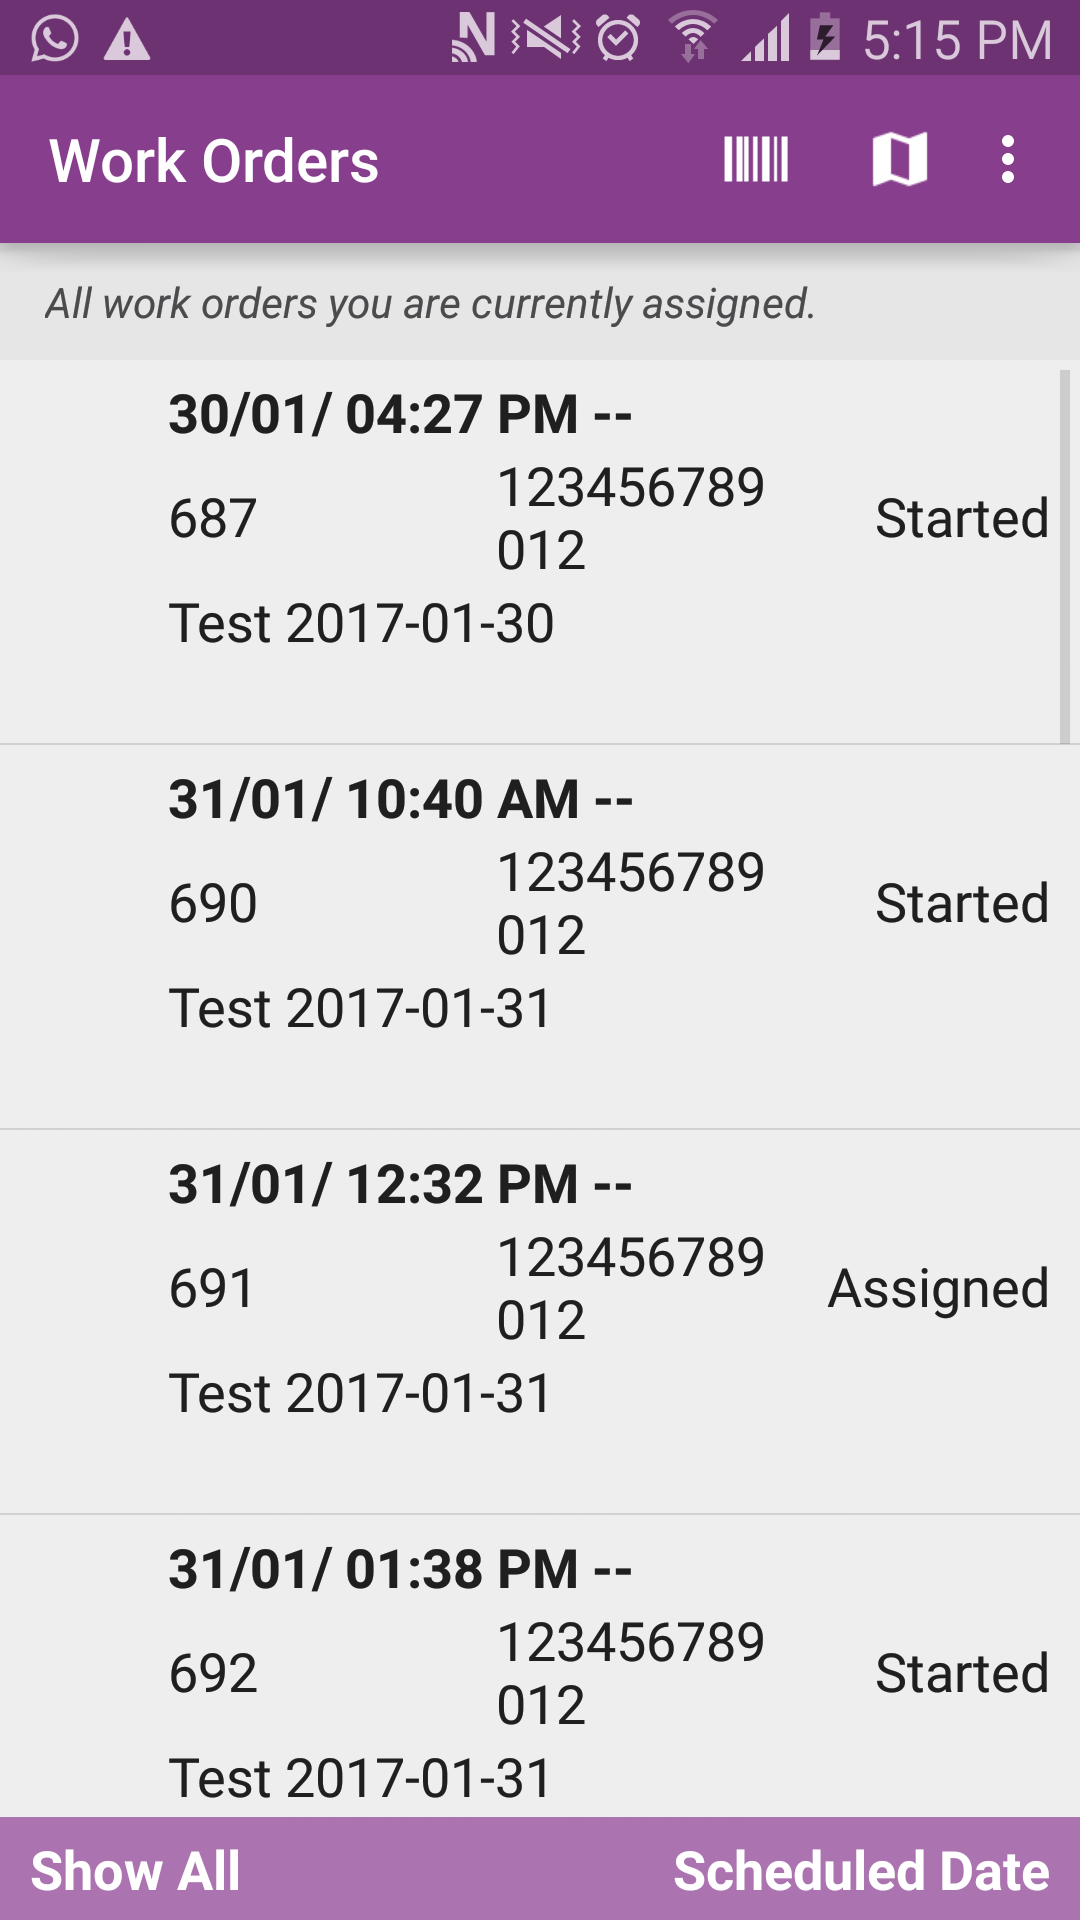 5:15 PM
Work Orders
All work orders you are currently assigned.
30/01/ 04:27 PM --
687 123456789 Started
012
Test 2017-01-30
31/01/ 10:40 AM --
690 123456789 Started
012
Test 2017-01-31
31/01/ 12:32 PM --
691 123456789 Assigned
012
Test 2017-01-31
31/01/ 01:38 PM --
692 123456789 Started
012
Test 2017-01-31
Show All Scheduled Date